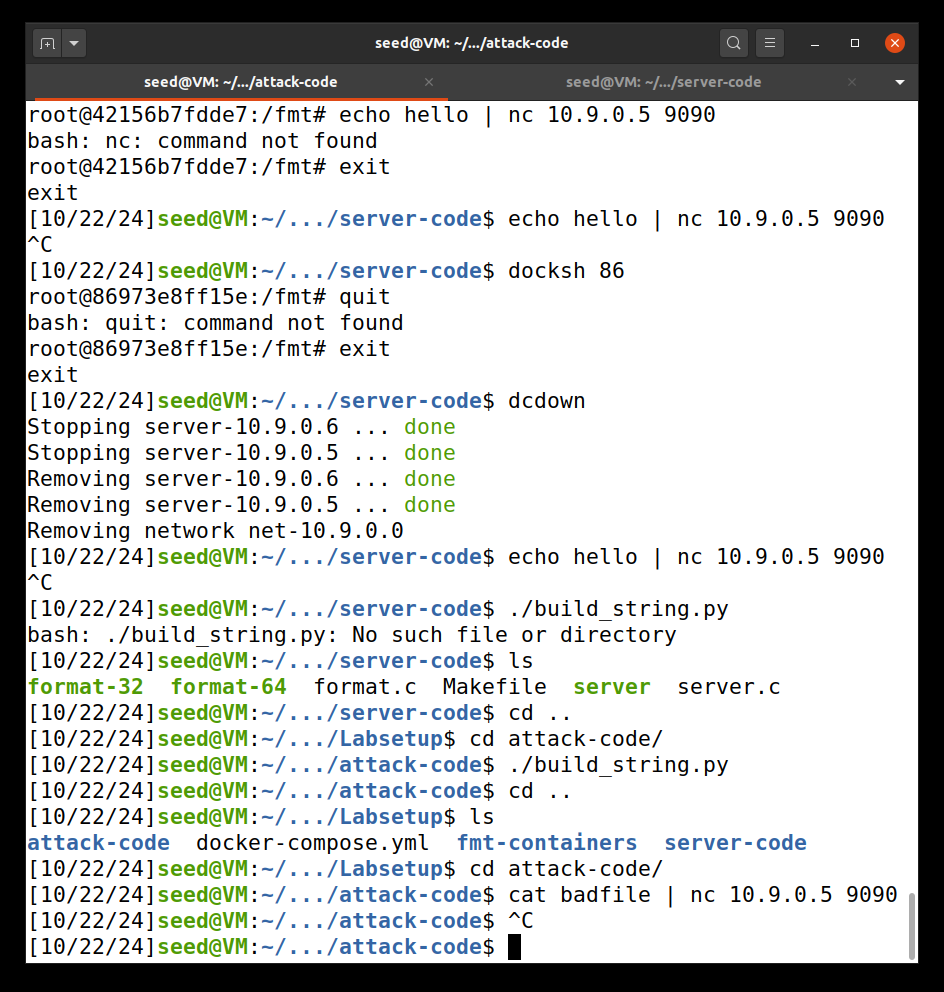 seed@VM: ~/.../attack-code
seed@VM: ~/.../attack-code
seed@VM: ~/.../server-code
root@42156b7fdde7:/fmt# echo hello | nc 10.9.0.5 9090
bash: nc: command not found
root@42156b7fdde7:/fmt# exit
exit
[10/22/24]seed@VM:~/.../server-code$ echo hello | nc 10.9.0.5 9090
^C
[10/22/24]seed@VM:~/.../server-code$ docksh 86
root@86973e8ff15e:/fmt# quit
bash: quit: command not found
root@86973e8ff15e:/fmt# exit
exit
[10/22/24]seed@VM:~/.../server-code$ dcdown
Stopping server-10.9.0.6 ... done
Stopping server-10.9.0.5 ... done
Removing server-10.9.0.6 ... done
Removing server-10.9.0.5 ... done
Removing network net-10.9.0.0
[10/22/24]seed@VM:~/.../server-code$ echo hello | nc 10.9.0.5 9090
^C
[10/22/24]seed@VM:~/.../server-code$ ./build_string.py
bash: ./build_string.py: No such file or directory
[10/22/24]seed@VM:~/.../server-code$ ls
format-32  format-64  format.c  Makefile  server  server.c
[10/22/24]seed@VM:~/.../server-code$ cd ..
[10/22/24]seed@VM:~/.../Labsetup$ cd attack-code/
[10/22/24]seed@VM:~/.../attack-code$ ./build_string.py
[10/22/24]seed@VM:~/.../attack-code$ cd ..
[10/22/24]seed@VM:~/.../Labsetup$ ls
attack-code  docker-compose.yml  fmt-containers  server-code
[10/22/24]seed@VM:~/.../Labsetup$ cd attack-code/
[10/22/24]seed@VM:~/.../attack-code$ cat badfile | nc 10.9.0.5 9090
[10/22/24]seed@VM:~/.../attack-code$ ^C
[10/22/24]seed@VM:~/.../attack-code$